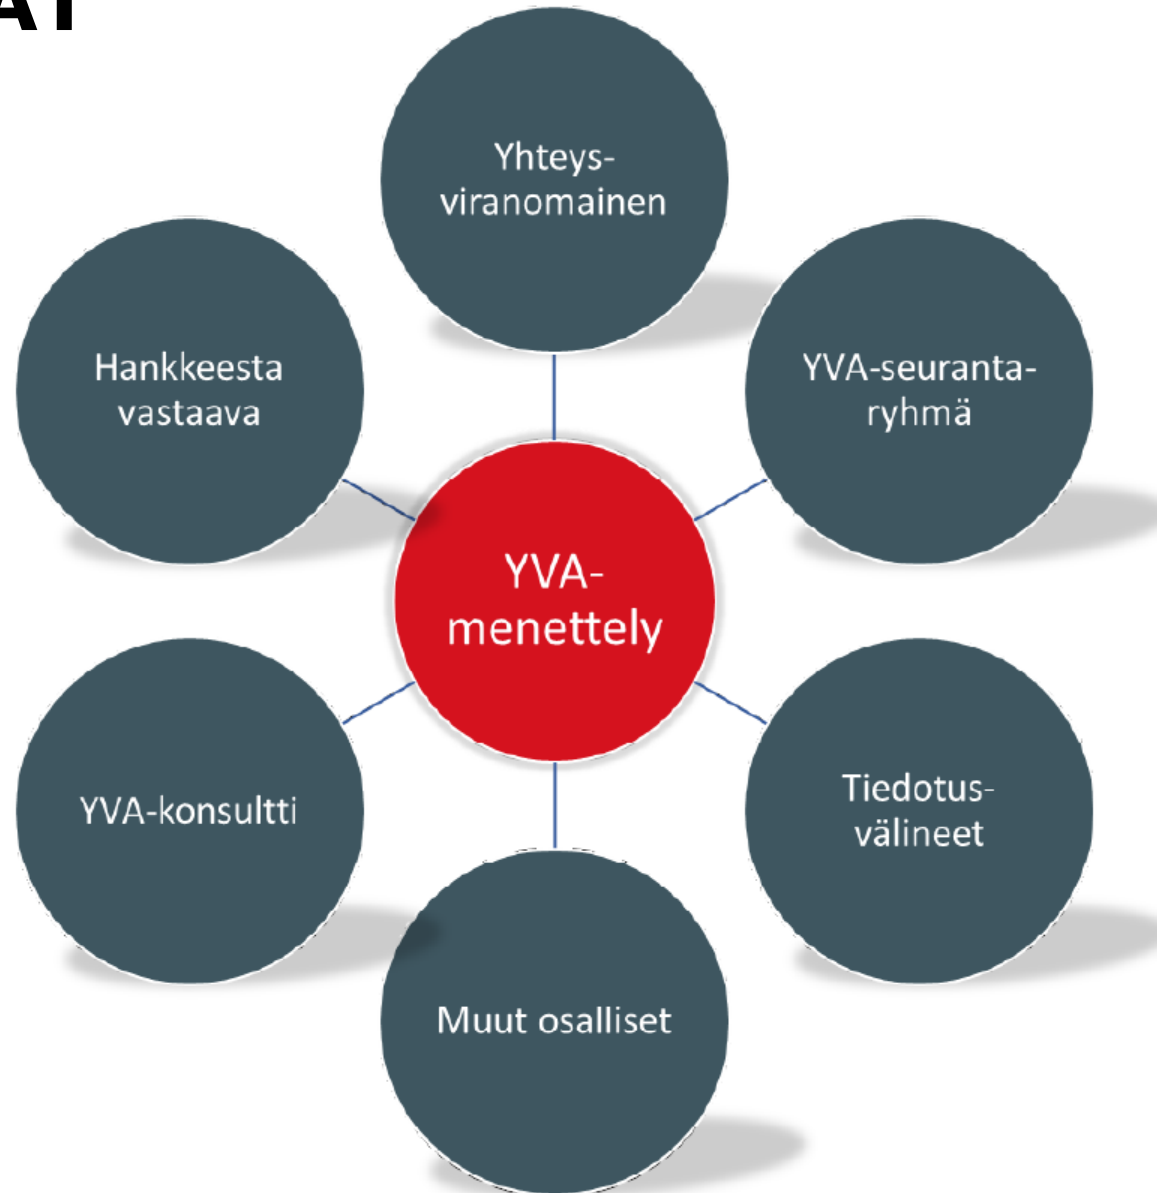 Yhteys-
viranomainen
Hankkeesta
vastaava
YVA-seuranta-
ryhmä
YVA-
menettely
YVA-konsultti
Tiedotus-
välineet
Muut osalliset